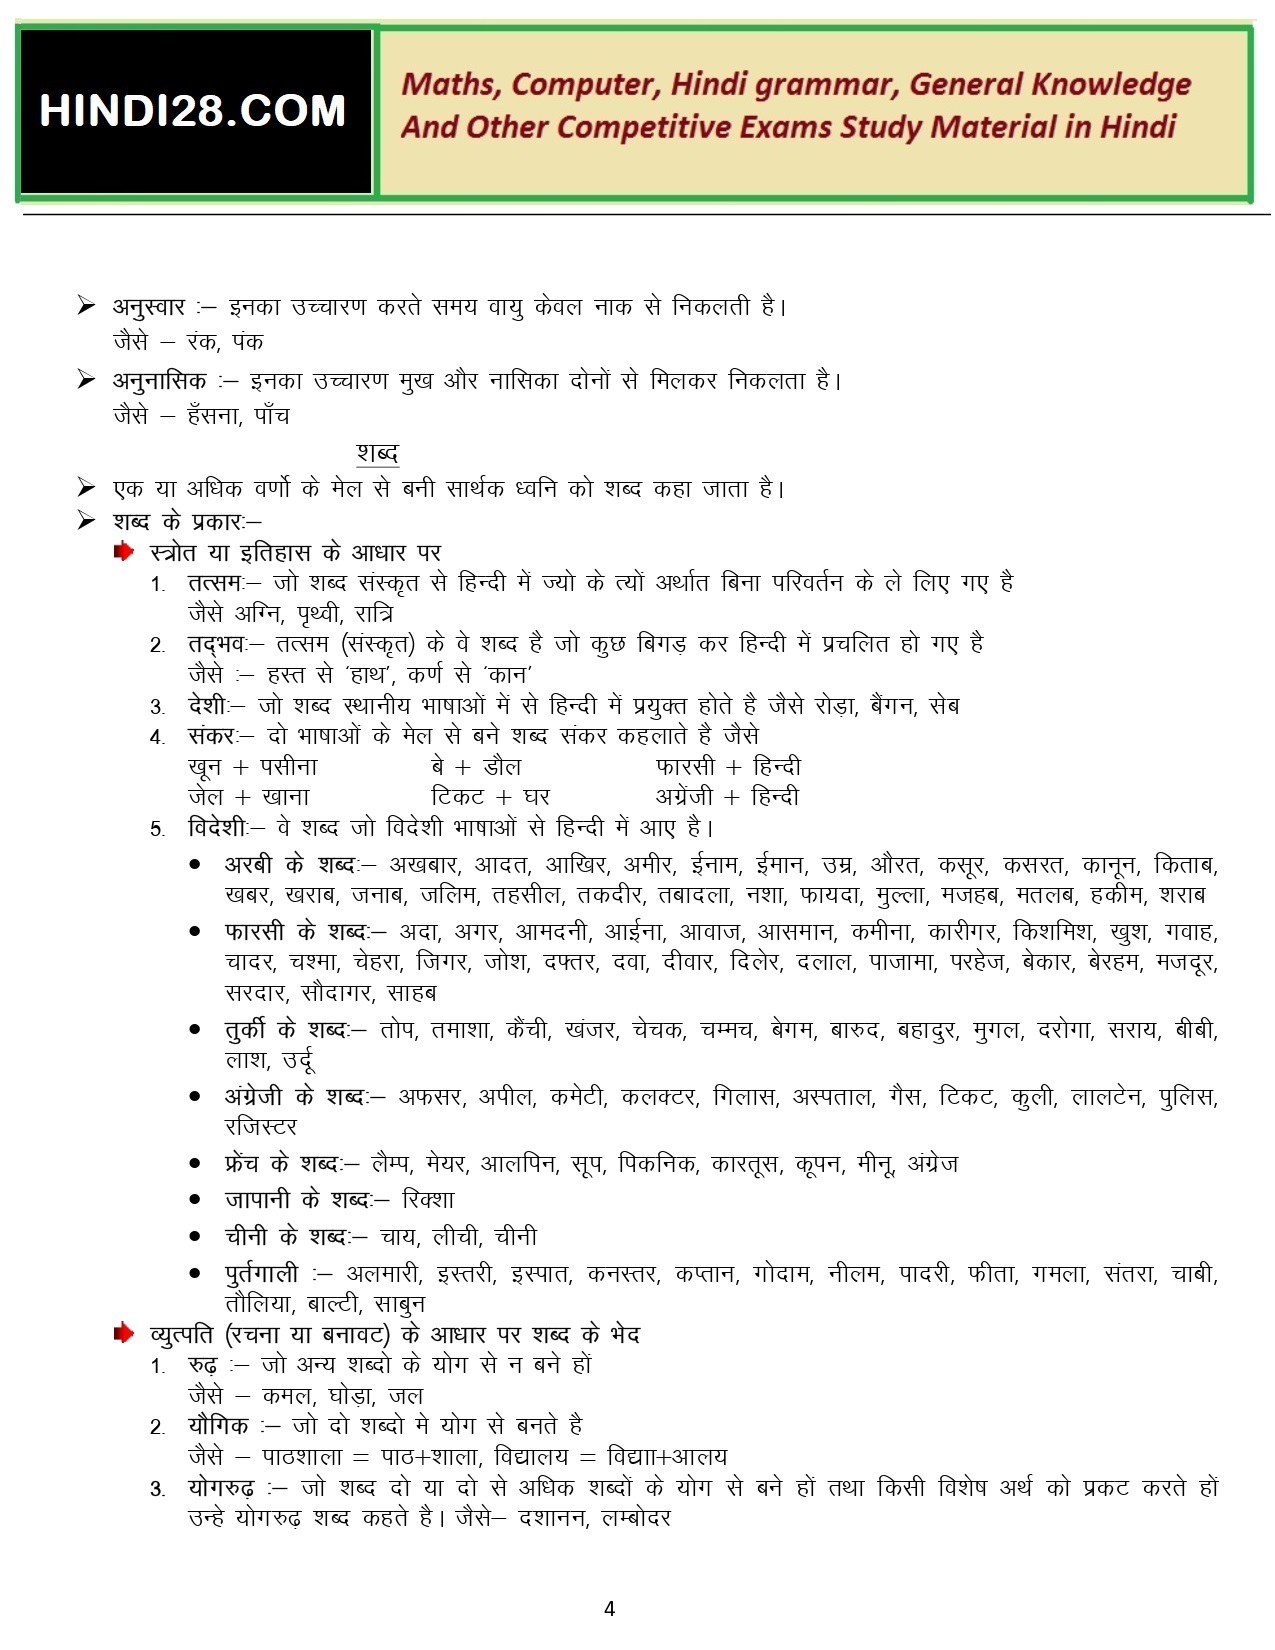 HINDI28.COM
Maths, Computer, Hindi grammar, General Knowledge
And Other Competitive Exams Study Material in Hindi
➢ अनुस्वार :– इनका उच्चारण करते समय वायु केवल नाक से निकलती है।
जैसे – रंक, पंक
➢ अनुनासिक :– इनका उच्चारण मुख और नासिका दोनों से मिलकर निकलता है।
जैसे – हँसना, पाँच
शब्द
➢ एक या अधिक वर्णो के मेल से बनी सार्थक ध्वनि को शब्द कहा जाता है।
➢ शब्द के प्रकार:–
स्त्रोत या इतिहास के आधार पर
1. तत्सम:– जो शब्द संस्कृत से हिन्दी में ज्यो के त्यों अर्थात बिना परिवर्तन के ले लिए गए है
जैसे अग्नि, पृथ्वी, रात्रि
2. तद्भव:– तत्सम (संस्कृत) के वे शब्द है जो कुछ बिगड़ कर हिन्दी में प्रचलित हो गए है
जैसे :– हस्त से ‘हाथ’, कर्ण से ‘कान’
3. देशी:– जो शब्द स्थानीय भाषाओं में से हिन्दी में प्रयुक्त होते है जैसे रोड़ा, बैंगन, सेब
4. संकर:– दो भाषाओं के मेल से बने शब्द संकर कहलाते है जैसे
खून + पसीना बे + डौल फारसी + हिन्दी
जेल + खाना टिकट + घर अग्रेंजी + हिन्दी
5. विदेशी:– वे शब्द जो विदेशी भाषाओं से हिन्दी में आए है।
• अरबी के शब्द:– अखबार, आदत, आखिर, अमीर, ईनाम, ईमान, उम्र, औरत, कसूर, कसरत, कानून, किताब,
खबर, खराब, जनाब, जलिम, तहसील, तकदीर, तबादला, नशा, फायदा, मुल्ला, मजहब, मतलब, हकीम, शराब
• फारसी के शब्द:– अदा, अगर, आमदनी, आईना, आवाज, आसमान, कमीना, कारीगर, किशमिश, खुश, गवाह,
चादर, चश्मा, चेहरा, जिगर, जोश, दफ्तर, दवा, दीवार, दिलेर, दलाल, पाजामा, परहेज, बेकार, बेरहम, मजदूर,
सरदार, सौदागर, साहब
• तुर्की के शब्द:– तोप, तमाशा, कैंची, खंजर, चेचक, चम्मच, बेगम, बारुद, बहादुर, मुगल, दरोगा, सराय, बीबी,
लाश, उर्दू
• अंग्रेजी के शब्द:– अफसर, अपील, कमेटी, कलक्टर, गिलास, अस्पताल, गैस, टिकट, कुली, लालटेन, पुलिस,
रजिस्टर
• फ्रेंच के शब्द:– लैम्प, मेयर, आलपिन, सूप, पिकनिक, कारतूस, कूपन, मीनू, अंग्रेज
• जापानी के शब्द:– रिक्शा
• चीनी के शब्द:– चाय, लीची, चीनी
• पुर्तगाली :– अलमारी, इस्तरी, इस्पात, कनस्तर, कप्तान, गोदाम, नीलम, पादरी, फीता, गमला, संतरा, चाबी,
तौलिया, बाल्टी, साबुन
व्युत्पति (रचना या बनावट) के आधार पर शब्द के भेद
1. रुढ़ :– जो अन्य शब्दो के योग से न बने हों
जैसे – कमल, घोड़ा, जल
2. यौगिक :– जो दो शब्दो मे योग से बनते है
जैसे – पाठशाला = पाठ+शाला, विद्यालय = विद्याा+आलय
3. योगरुढ़ :– जो शब्द दो या दो से अधिक शब्दों के योग से बने हों तथा किसी विशेष अर्थ को प्रकट करते हों
उन्हे योगरुढ़ शब्द कहते है। जैसे– दशानन, लम्बोदर
4